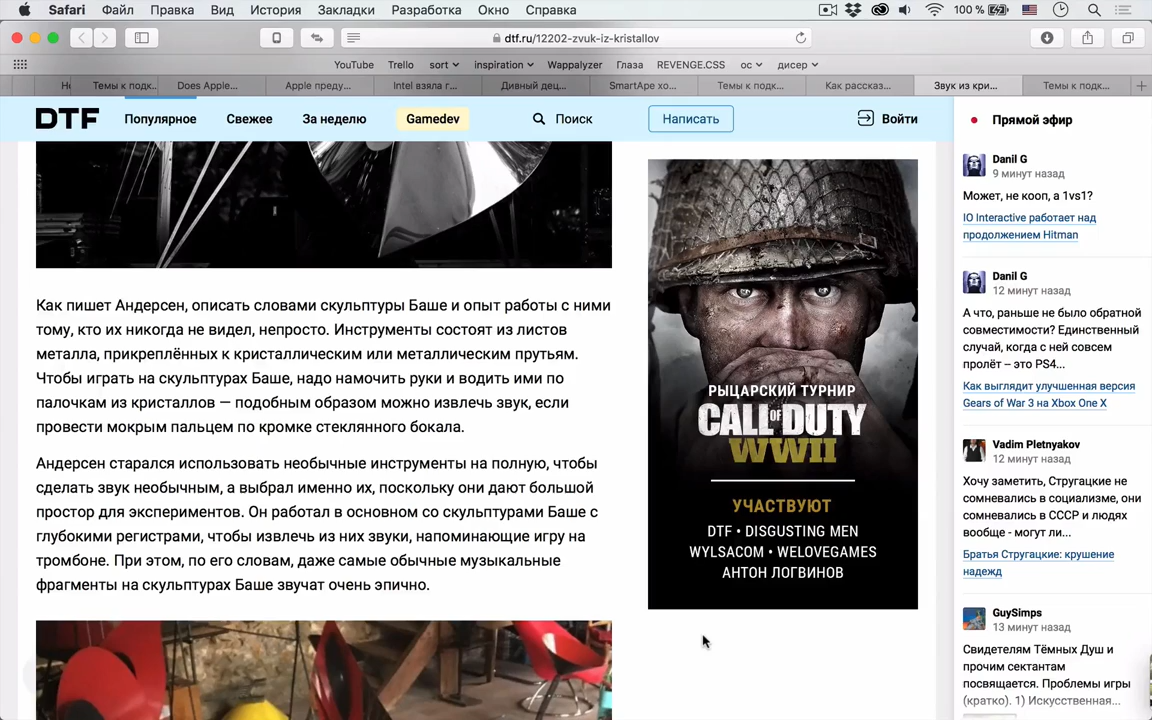 Safari Файл Правка Вид История Закладки Разработка Окно Справка 100 %
dtf.ru/12202-zvuk-iz-kristallov
YouTube Trello sort inspiration Wappalyzer Глаза REVENGE.CSS ос дисер
Темы к подк... Does Apple... Apple преду... Intel взяла г... Дивный дец... SmartApe хо... Темы к подк... Как рассказ... Звук из кри... Темы к подк...
DTF Популярное Свежее За неделю Gamedev Поиск Написать Войти
Как пишет Андерсен, описать словами скульптуры Баше и опыт работы с ними
тому, кто их никогда не видел, непросто. Инструменты состоят из листов
металла, прикреплённых к кристаллическим или металлическим прутьям.
Чтобы играть на скульптурах Баше, надо намочить руки и водить ими по
палочкам из кристаллов — подобным образом можно извлечь звук, если
провести мокрым пальцем по кромке стеклянного бокала.
Андерсен старался использовать необычные инструменты на полную, чтобы
сделать звук необычным, а выбрал именно их, поскольку они дают большой
простор для экспериментов. Он работал в основном со скульптурами Баше с
глубокими регистрами, чтобы извлечь из них звуки, напоминающие игру на
тромбоне. При этом, по его словам, даже самые обычные музыкальные
фрагменты на скульптурах Баше звучат очень эпично.
РЫЦАРСКИЙ ТУРНИР
CALL OF DUTY
WWII
УЧАСТВУЮТ
DTF • DISGUSTING MEN
WYLSACOM • WELOVEGAMES
АНТОН ЛОГВИНОВ
Прямой эфир
Danil G
9 минут назад
Может, не кооп, а 1vs1?
IO Interactive работает над
продолжением Hitman
Danil G
12 минут назад
А что, раньше не было обратной
совместимости? Единственный
случай, когда с ней совсем
пролёт – это PS4...
Как выглядит улучшенная версия
Gears of War 3 на Xbox One X
Vadim Pletnyakov
12 минут назад
Хочу заметить, Стругацкие не
сомневались в социализме, они
сомневались в СССР и людях
вообще - могут ли...
Братья Стругацкие: крушение
надежд
GuySimps
13 минут назад
Свидетелям Тёмных Душ и
прочим сектантам
посвящается. Проблемы игры
(кратко). 1) Искусственная...